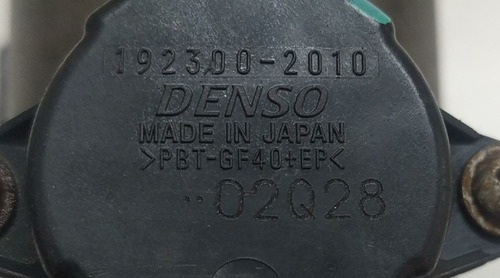 192300-2010
DENSO
MADE IN JAPAN
>PBT-GF40+EP<
··02Q28